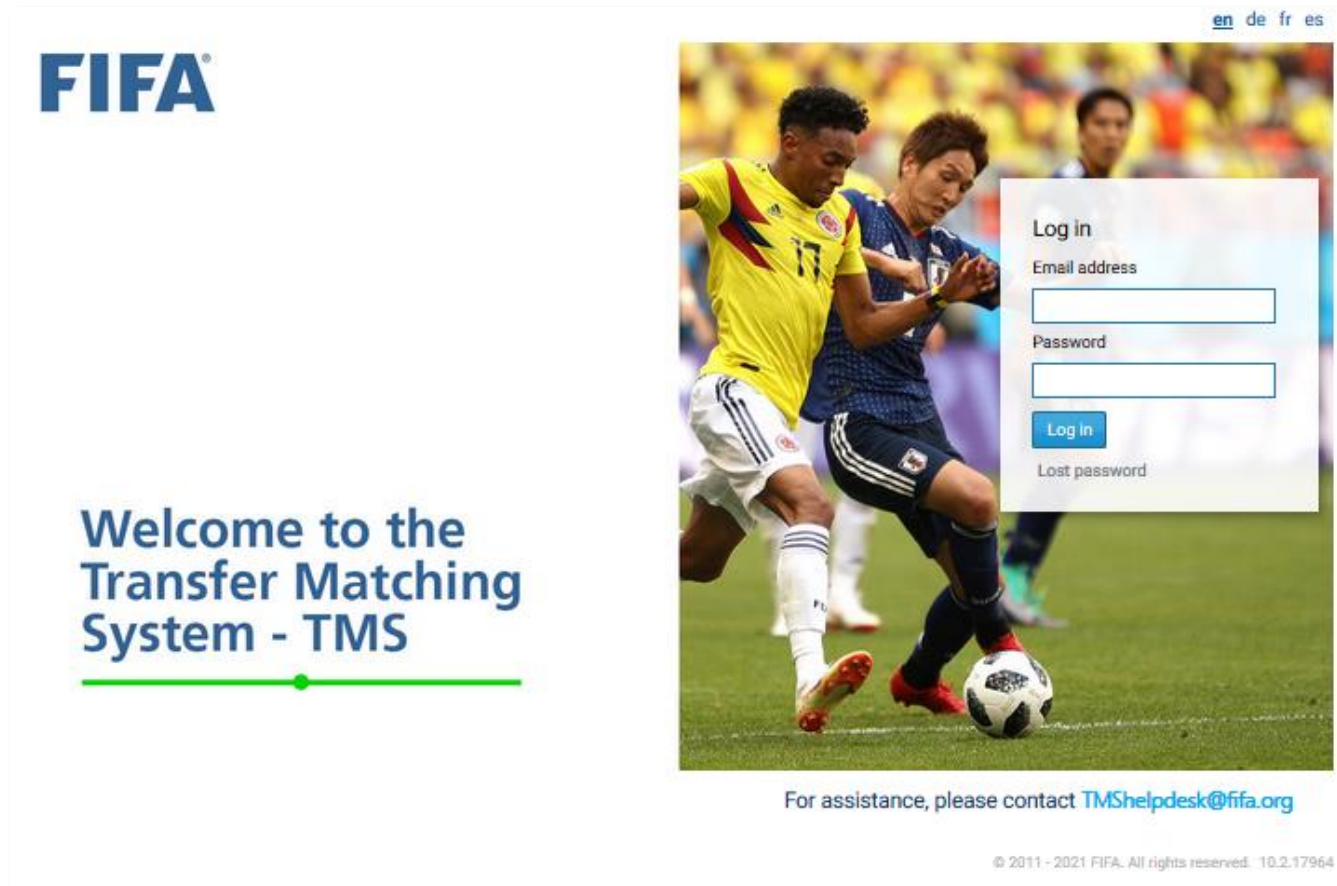 en de fr es
FIFA®
17
Log in
Email address
Password
Log in
Lost password
Welcome to the
Transfer Matching
System - TMS
For assistance, please contact TMShelpdesk@fifa.org
© 2011 - 2021 FIFA. All rights reserved. 10.2.17964